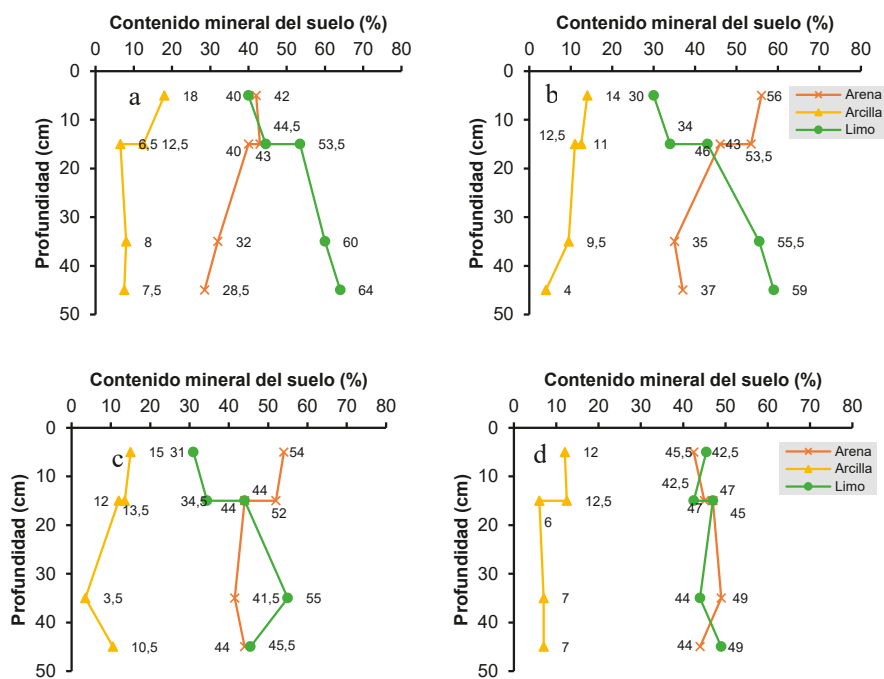 Contenido mineral del suelo (%)
0 10 20 30 40 50 60 70 80
0
10
20
30
40
50
Profundidad (cm)
a
18 40 42
44,5
6,5 12,5 40 43 53,5
8 32 60
7,5 28,5 64
Contenido mineral del suelo (%)
0 10 20 30 40 50 60 70 80
0
10
20
30
40
50
Profundidad (cm)
b
14 30 56
34
12,5 11 46 43 53,5
9,5 35 55,5
4 37 59
Arena
Arcilla
Limo
Contenido mineral del suelo (%)
0 10 20 30 40 50 60 70 80
0
10
20
30
40
50
Profundidad (cm)
c
15 31 54
44
12 13,5 34,5 44 52
3,5 41,5 55
10,5 44 45,5
Contenido mineral del suelo (%)
0 10 20 30 40 50 60 70 80
0
10
20
30
40
50
Profundidad (cm)
d
12 45,5 42,5
42,5 47
12,5 47 45
6
7 44 49
7 44 49
Arena
Arcilla
Limo